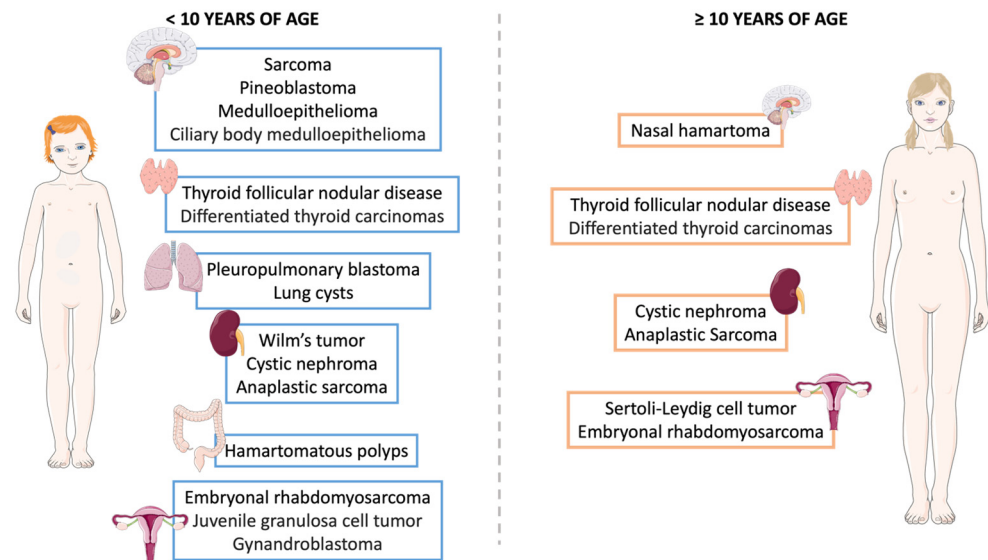 < 10 YEARS OF AGE
Sarcoma
Pineoblastoma
Medulloepithelioma
Ciliary body medulloepithelioma
Thyroid follicular nodular disease
Differentiated thyroid carcinomas
Pleuropulmonary blastoma
Lung cysts
Wilm's tumor
Cystic nephroma
Anaplastic sarcoma
Hamartomatous polyps
Embryonal rhabdomyosarcoma
Juvenile granulosa cell tumor
Gynandroblastoma
≥ 10 YEARS OF AGE
Nasal hamartoma
Thyroid follicular nodular disease
Differentiated thyroid carcinomas
Cystic nephroma
Anaplastic Sarcoma
Sertoli-Leydig cell tumor
Embryonal rhabdomyosarcoma